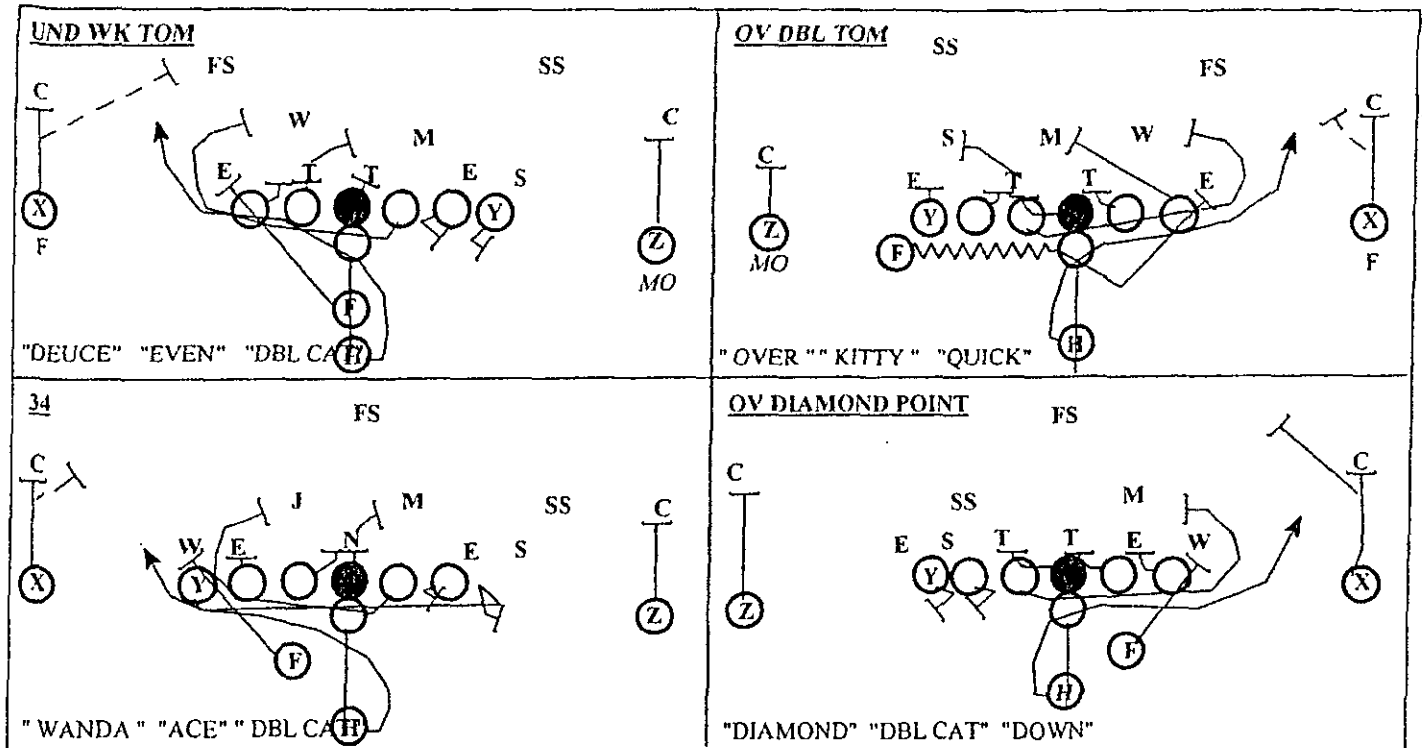 UND WK TOM
FS SS
C
W M C
E T T E S
X Y Z
F MO
F
"DEUCE" "EVEN" "DBL CAT" H
OV DBL TOM
SS
FS
C
S M W
C
E T T E
Y X
Z F F
MO
H
"OVER" "KITTY" "QUICK"
34
FS
C J M SS C
W E N E S
X Y
Z
F
"WANDA" "ACE" "DBL CAT" H
OV DIAMOND POINT
FS
C C
SS M
E S T T E W
Y X
Z
F
H
"DIAMOND" "DBL CAT" "DOWN"